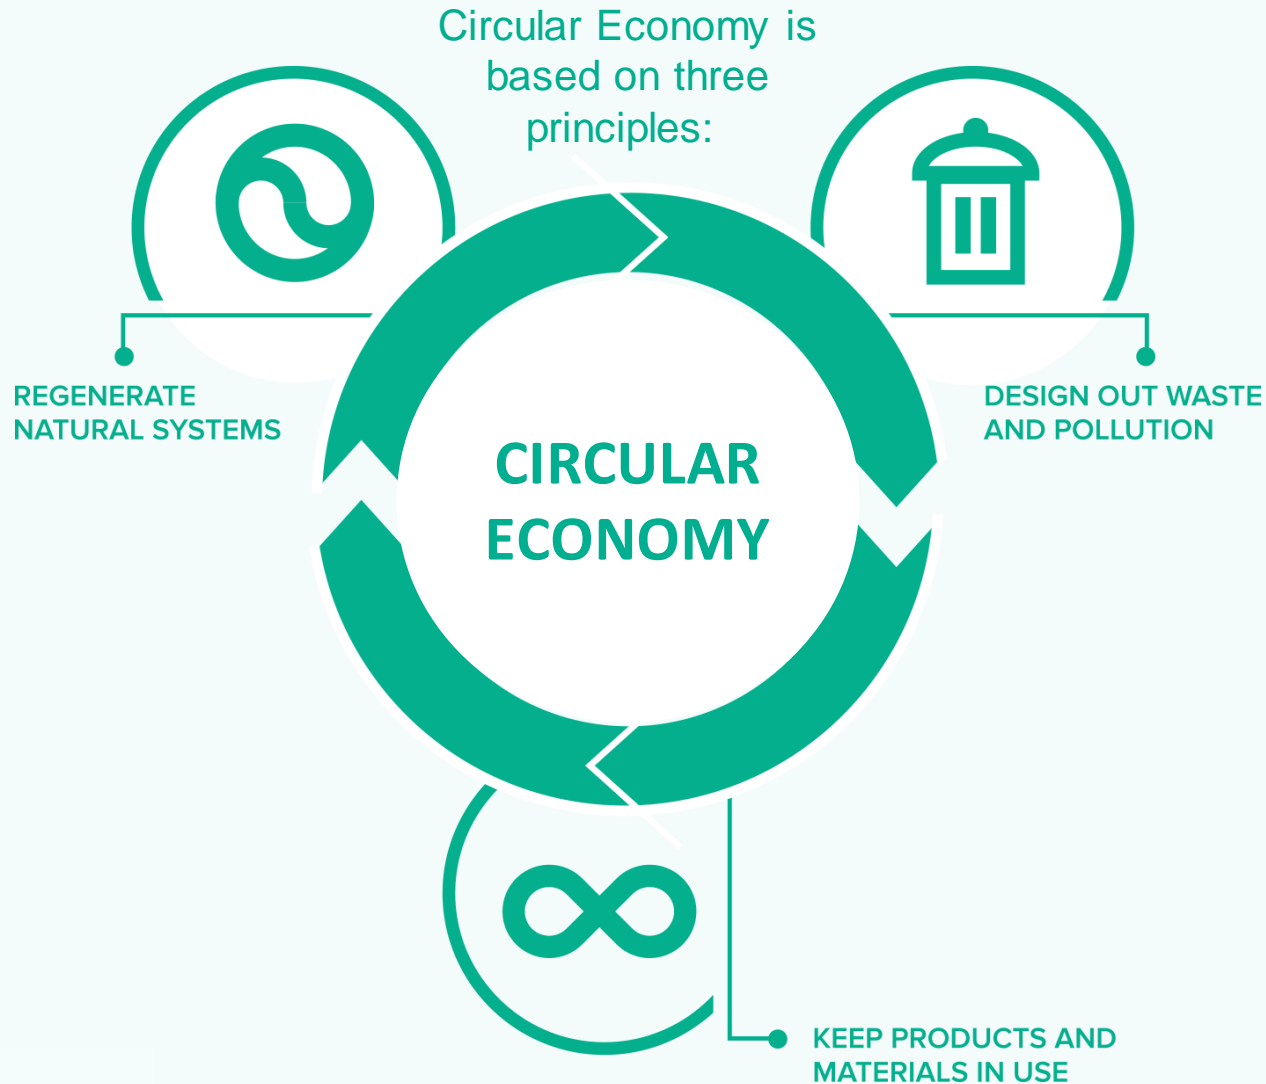 Circular Economy is
based on three
principles:
REGENERATE
NATURAL SYSTEMS
DESIGN OUT WASTE
AND POLLUTION
CIRCULAR
ECONOMY
KEEP PRODUCTS AND
MATERIALS IN USE